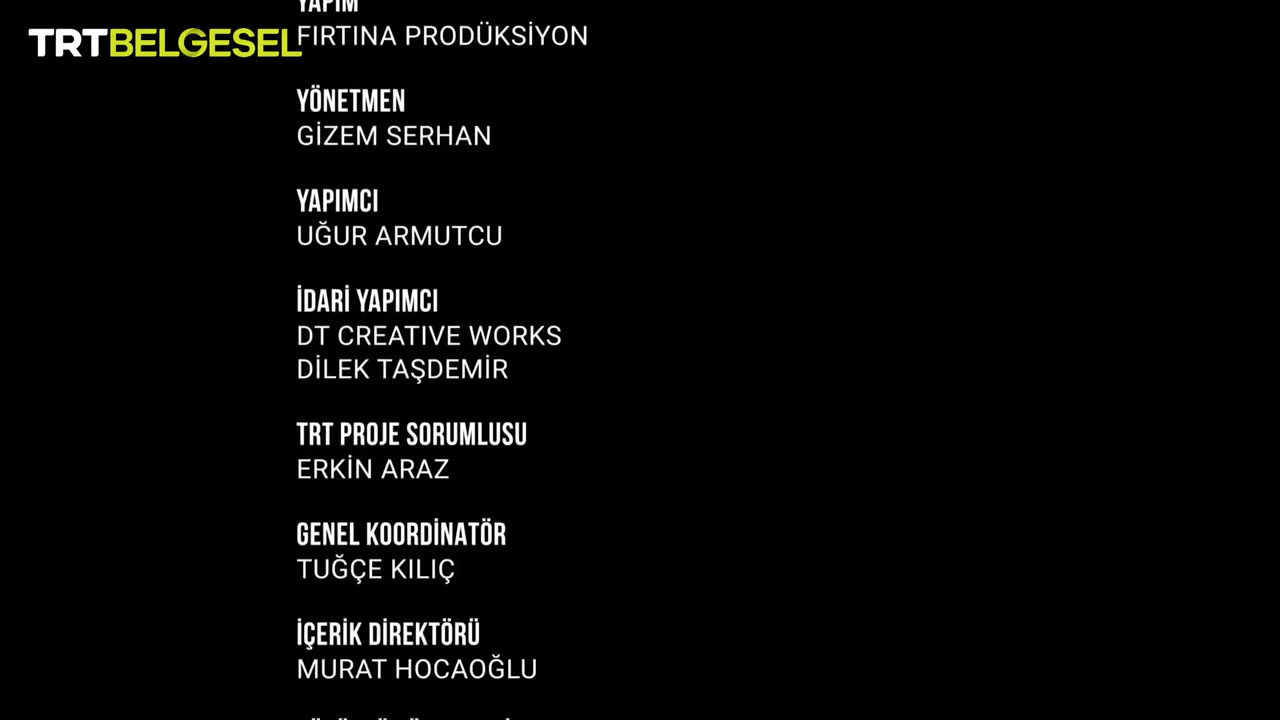 YAPIM
TRTBELGESEL
FIRTINA PRODÜKSİYON
YÖNETMEN
GİZEM SERHAN
YAPIMCI
UĞUR ARMUTCU
İDARİ YAPIMCI
DT CREATIVE WORKS
DİLEK TAŞDEMİR
TRT PROJE SORUMLUSU
ERKİN ARAZ
GENEL KOORDİNATÖR
TUĞÇE KILIÇ
İÇERİK DİREKTÖRÜ
MURAT HOCAOĞLU